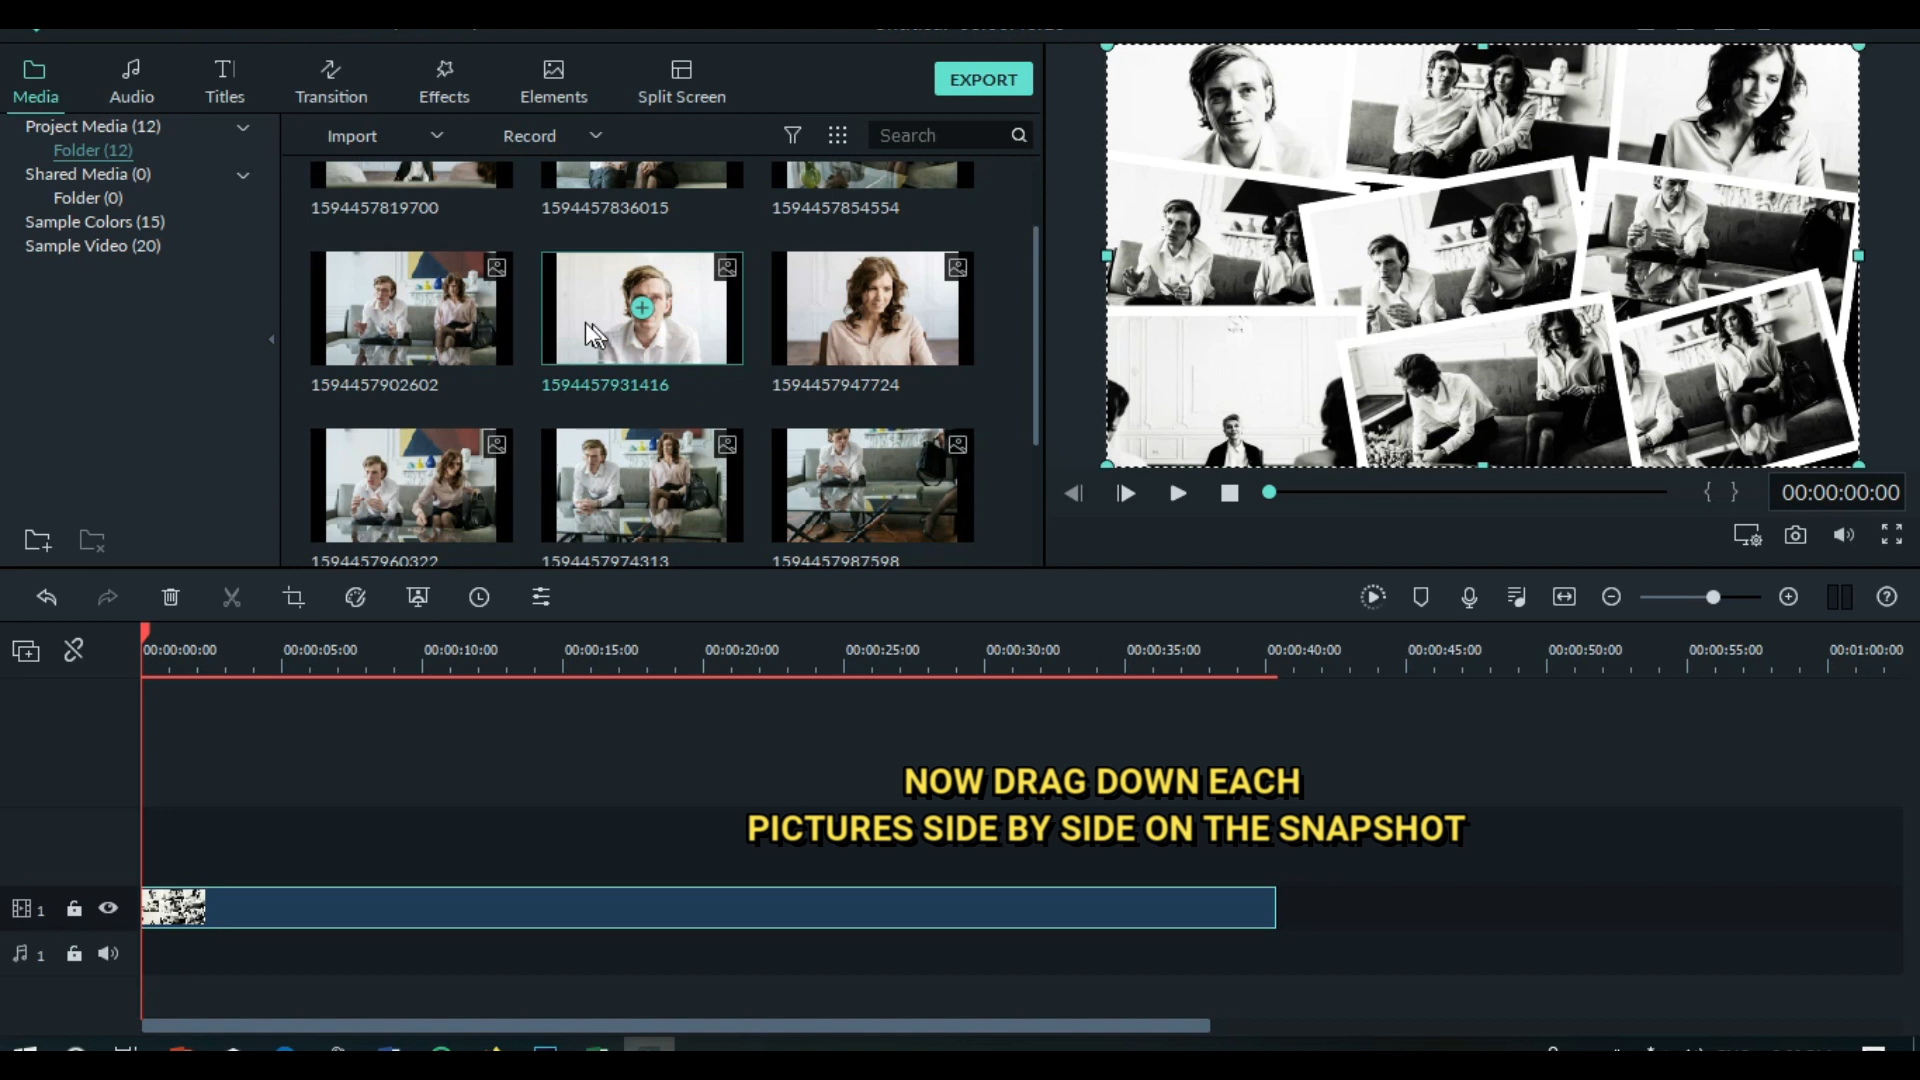 Media
Audio
Titles
Transition
Effects
Elements
Split Screen
EXPORT
Project Media (12)
Folder (12)
Shared Media (0)
Folder (0)
Sample Colors (15)
Sample Video (20)
Import
Record
Search
1594457819700
1594457836015
1594457854554
1594457902602
1594457931416
1594457947724
1594457960322
1594457974313
1594457987598
00:00:00:00
00:00:00:00
00:00:05:00
00:00:10:00
00:00:15:00
00:00:20:00
00:00:25:00
00:00:30:00
00:00:35:00
00:00:40:00
00:00:45:00
00:00:50:00
00:00:55:00
00:01:00:00
NOW DRAG DOWN EACH
PICTURES SIDE BY SIDE ON THE SNAPSHOT
1
1